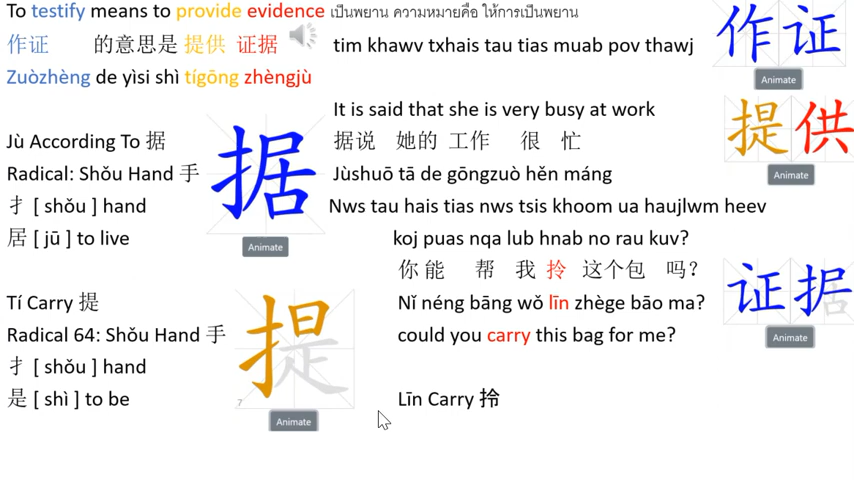 To testify means to provide evidence เป็นพยาน ความหมายคือ ให้การเป็นพยาน
作证 的意思是 提供 证据 tim khawv txhais tau tias muab pov thawj
Zuòzhèng de yìsi shì tígōng zhèngjù
作证
Animate
It is said that she is very busy at work
提供
Jù According To 据
据说 她的 工作 很 忙
Radical: Shǒu Hand 手
据
Jùshuō tā de gōngzuò hěn máng
Animate
扌 [ shǒu ] hand
Nws tau hais tias nws tsis khoom ua haujlwm heev
居 [ jū ] to live
Animate
koj puas nqa lub hnab no rau kuv?
你 能 帮 我 拎 这个包 吗?
证据
Tí Carry 提
Nǐ néng bāng wǒ līn zhège bāo ma?
Radical 64: Shǒu Hand 手
提
could you carry this bag for me?
Animate
扌 [ shǒu ] hand
是 [ shì ] to be
7
Līn Carry 拎
Animate